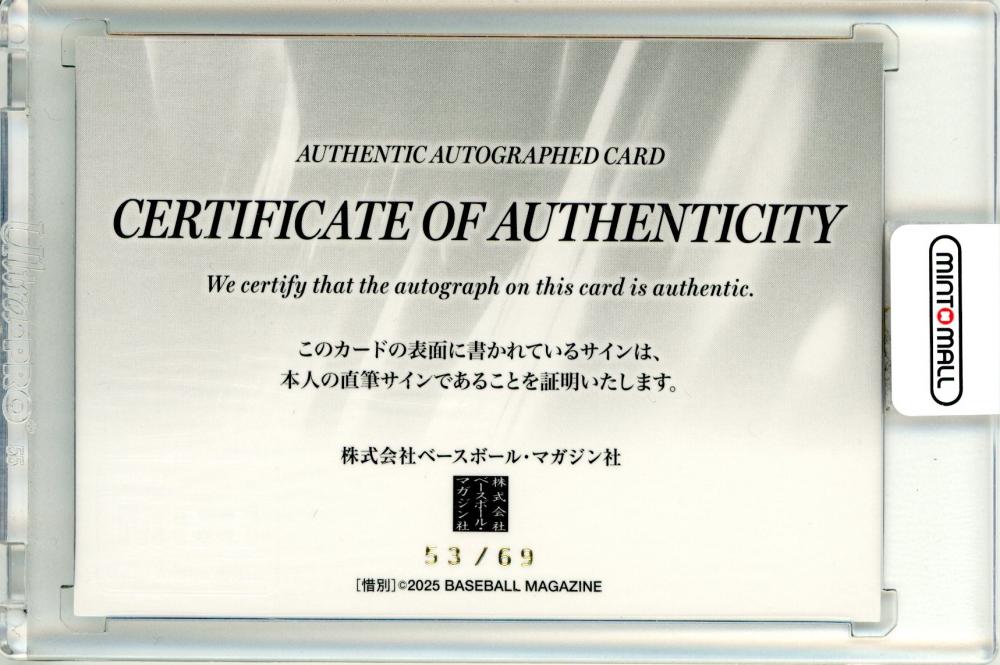 AUTHENTIC AUTOGRAPHED CARD
CERTIFICATE OF AUTHENTICITY
We certify that the autograph on this card is authentic.
このカードの表面に書かれているサインは、
本人の直筆サインであることを証明いたします。
株式会社ベースボール・マガジン社
株式会社
ベースボール・
マガジン社
53/69
[惜別]©2025 BASEBALL MAGAZINE
MINTOMALL
Ultra PRO